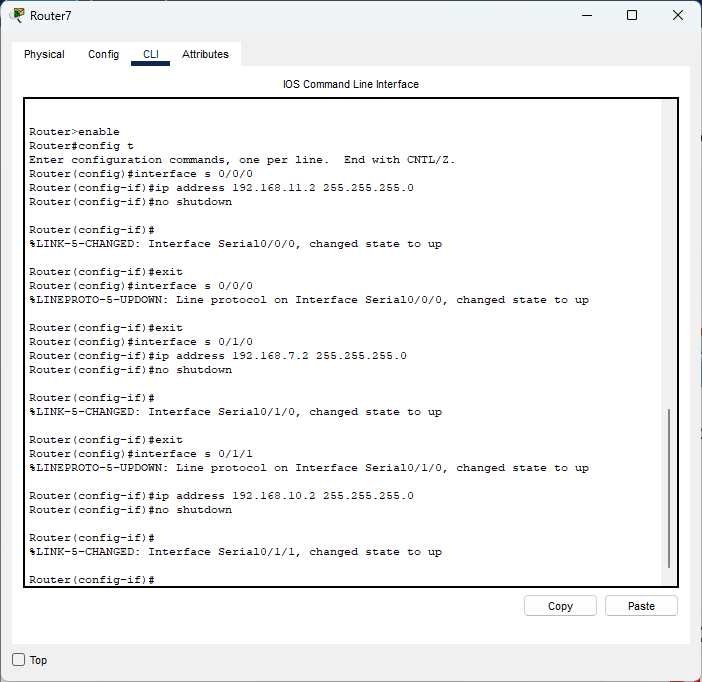 Router7
Physical Config CLI Attributes
IOS Command Line Interface
Router>enable
Router#config t
Enter configuration commands, one per line.  End with CNTL/Z.
Router(config)#interface s 0/0/0
Router(config-if)#ip address 192.168.11.2 255.255.255.0
Router(config-if)#no shutdown
Router(config-if)#
%LINK-5-CHANGED: Interface Serial0/0/0, changed state to up
Router(config-if)#exit
Router(config)#interface s 0/0/0
%LINEPROTO-5-UPDOWN: Line protocol on Interface Serial0/0/0, changed state to up
Router(config-if)#exit
Router(config)#interface s 0/1/0
Router(config-if)#ip address 192.168.7.2 255.255.255.0
Router(config-if)#no shutdown
Router(config-if)#
%LINK-5-CHANGED: Interface Serial0/1/0, changed state to up
Router(config-if)#exit
Router(config)#interface s 0/1/1
%LINEPROTO-5-UPDOWN: Line protocol on Interface Serial0/1/0, changed state to up
Router(config-if)#ip address 192.168.10.2 255.255.255.0
Router(config-if)#no shutdown
Router(config-if)#
%LINK-5-CHANGED: Interface Serial0/1/1, changed state to up
Router(config-if)#
Copy Paste
Top